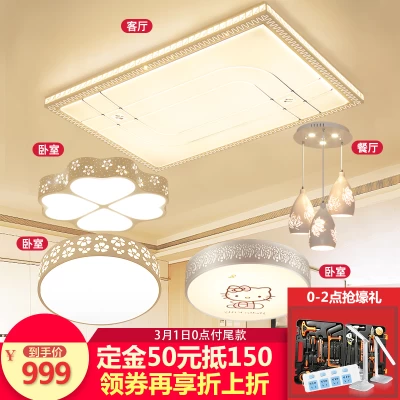 客厅
卧室
餐厅
卧室
卧室
0-2点抢壕礼
3月1日0点付尾款
到手价
¥999
定金50元抵150
领券再享折上折